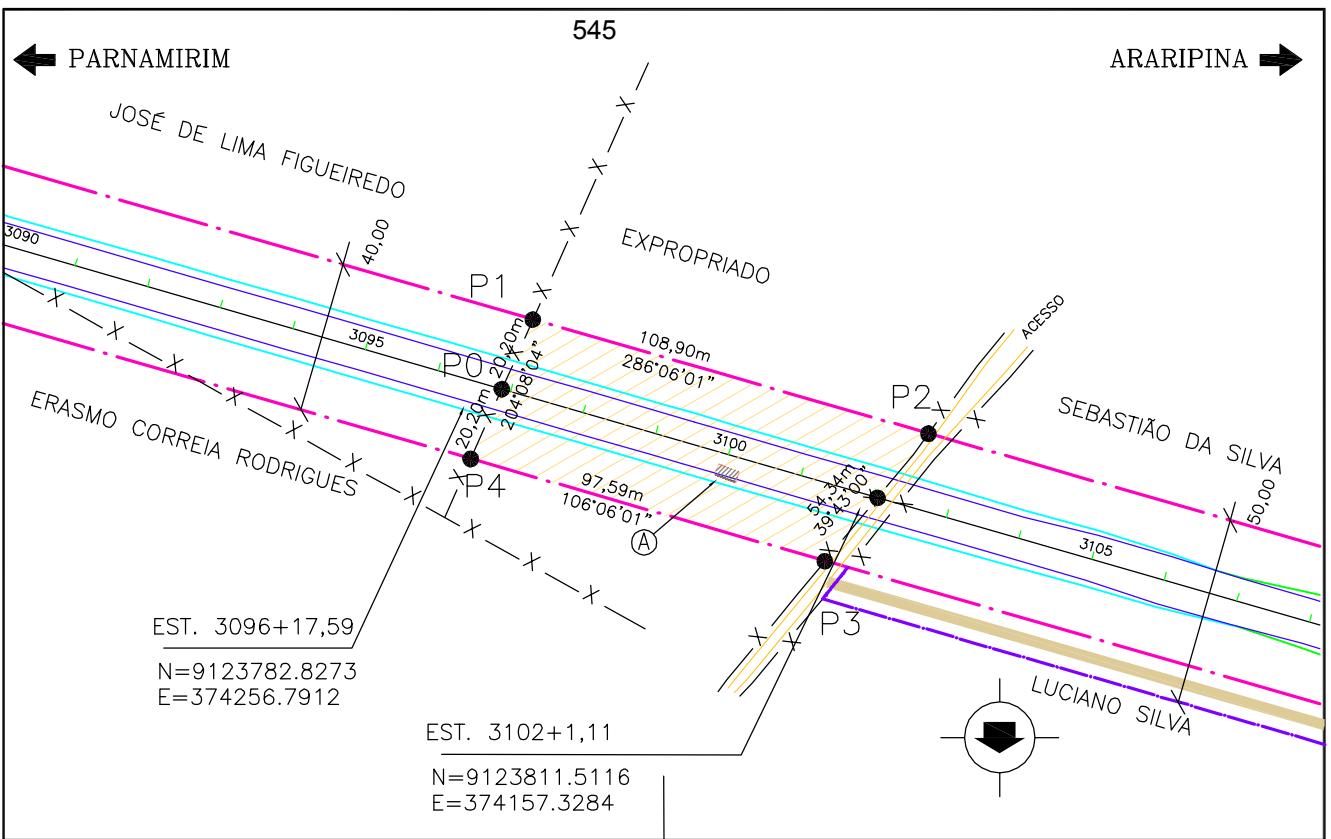 545
PARNAMIRIM
ARARIPINA
JOSÉ DE LIMA FIGUEIREDO
40,00
3090
EXPROPRIADO
P1
3095
P0
20,20m
204°08'04"
20,20m
P4
108,90m
286°06'01"
ACESSO
P2
SEBASTIÃO DA SILVA
ERASMO CORREIA RODRIGUES
3100
97,59m
106°06'01"
A
54,34m
39°43'00"
50,00
3105
P3
LUCIANO SILVA
EST. 3096+17,59
N=9123782.8273
E=374256.7912
EST. 3102+1,11
N=9123811.5116
E=374157.3284